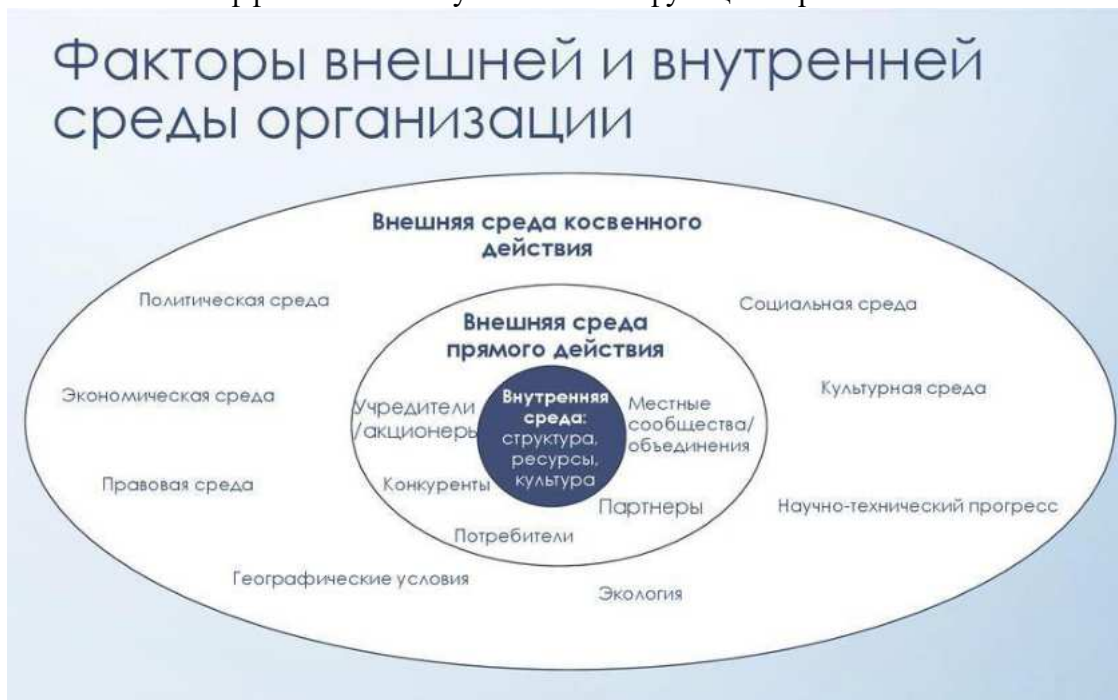 Факторы внешней и внутренней
среды организации
Внешняя среда косвенного
действия
Политическая среда
Социальная среда
Внешняя среда
прямого действия
Экономическая среда
Культурная среда
Учредители
/акционеры
Внутренняя
среда:
структура,
ресурсы,
культура
Местные
сообщества/
объединения
Правовая среда
Конкуренты
Партнеры
Научно-технический прогресс
Потребители
Географические условия
Экология